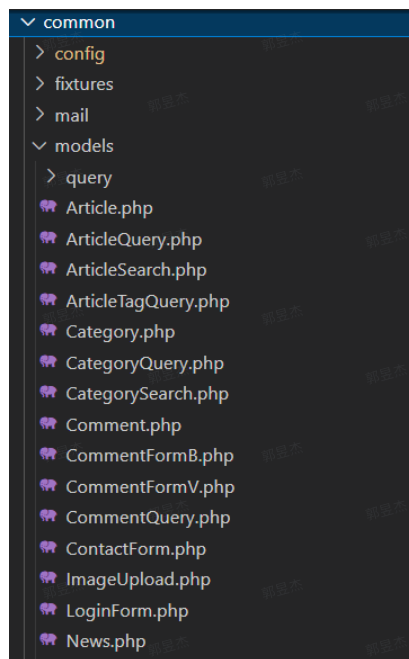 common
config
fixtures
mail
models
query
Article.php
ArticleQuery.php
ArticleSearch.php
ArticleTagQuery.php
Category.php
CategoryQuery.php
CategorySearch.php
Comment.php
CommentFormB.php
CommentFormV.php
CommentQuery.php
ContactForm.php
ImageUpload.php
LoginForm.php
News.php